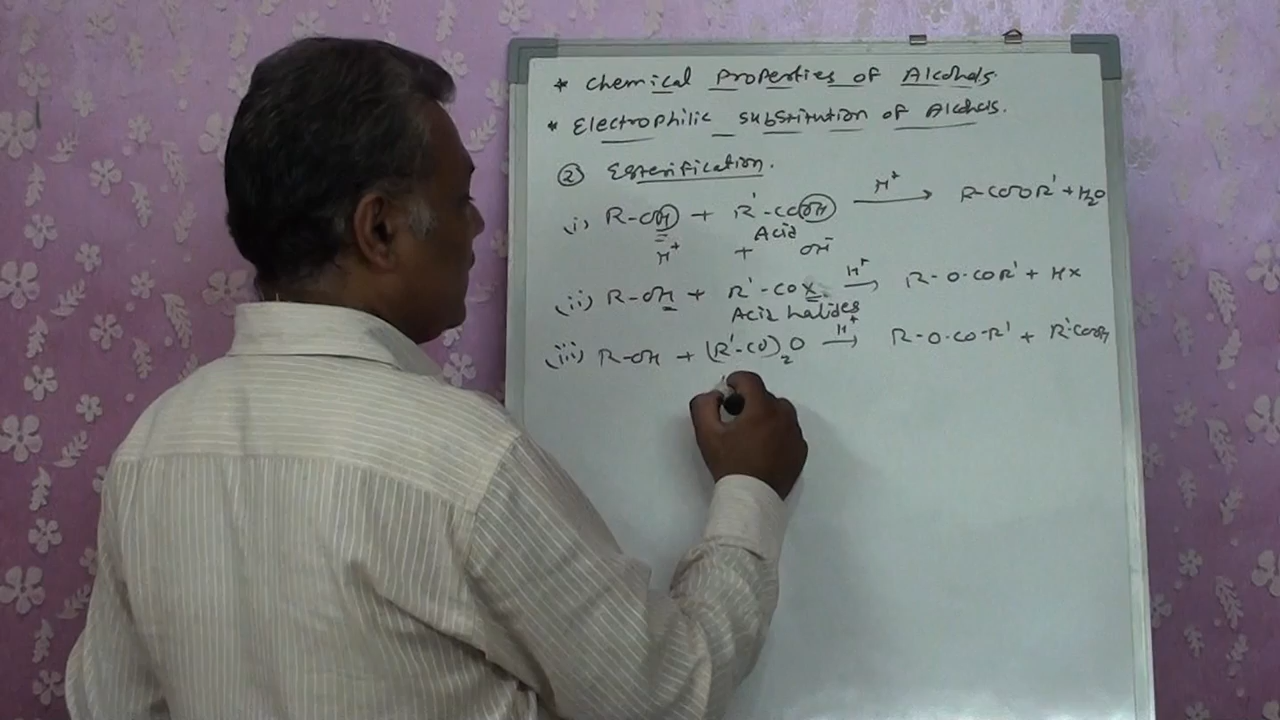 * Chemical Properties of Alcohols.
* Electrophilic substitution of Alcohols.
② Esterification.
(i) R-OH + R'-COOH H⁺ → R-COOR' + H₂O
Acid
H⁺ + OH⁻
(ii) R-OH + R'-COX H⁺ → R-O-COR' + HX
Acid halides
(iii) R-OH + (R'-CO)₂O H⁺ → R-O-CO-R' + R'COOH